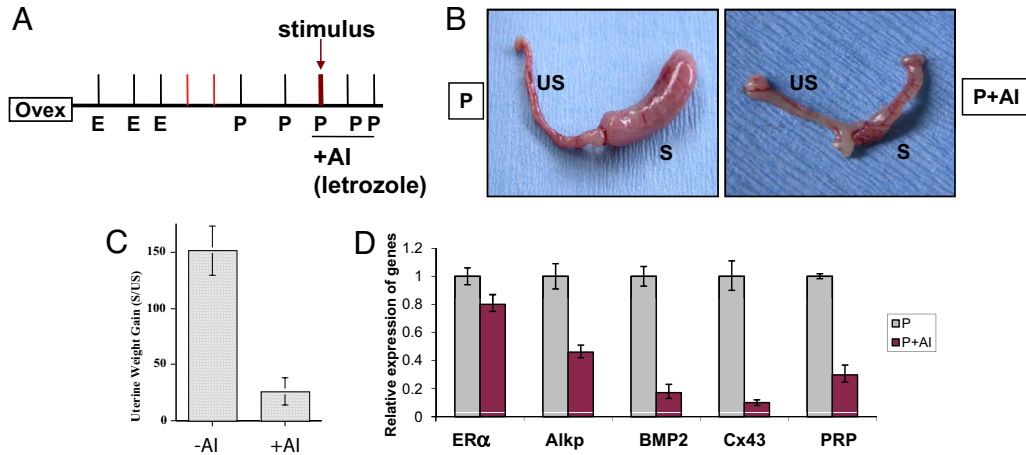 A
stimulus
Ovex
E E E P P P P P
+AI
(letrozole)
B
P
US
S
US
S
P+AI
C
Uterine Weight Gain (S/US)
150
100
50
0
-AI +AI
D
Relative expression of genes
1.2
1
0.8
0.6
0.4
0.2
0
ERα Alkp BMP2 Cx43 PRP
P
P+AI